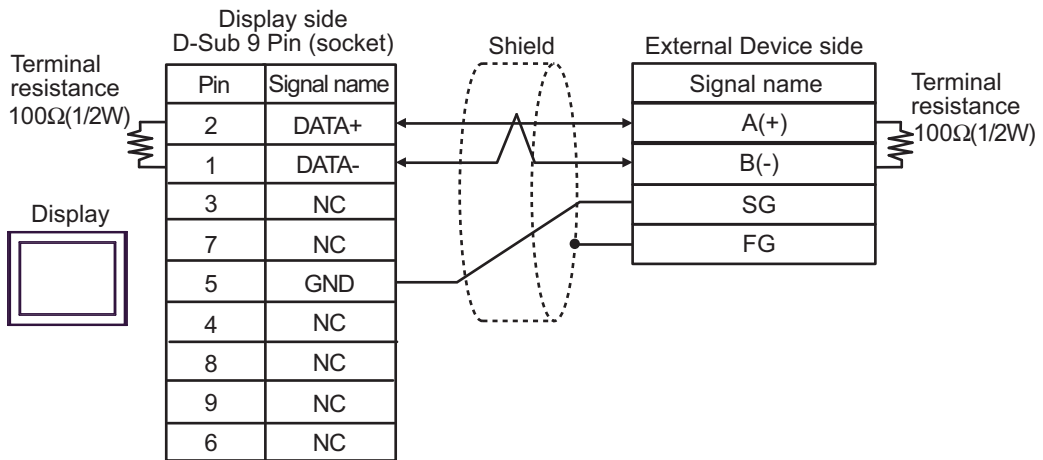 Display side
D-Sub 9 Pin (socket)
Shield
External Device side
Terminal
resistance
100Ω(1/2W)
Pin Signal name
2 DATA+
1 DATA-
3 NC
7 NC
5 GND
4 NC
8 NC
9 NC
6 NC
Display
Signal name
A(+)
B(-)
SG
FG
Terminal
resistance
100Ω(1/2W)